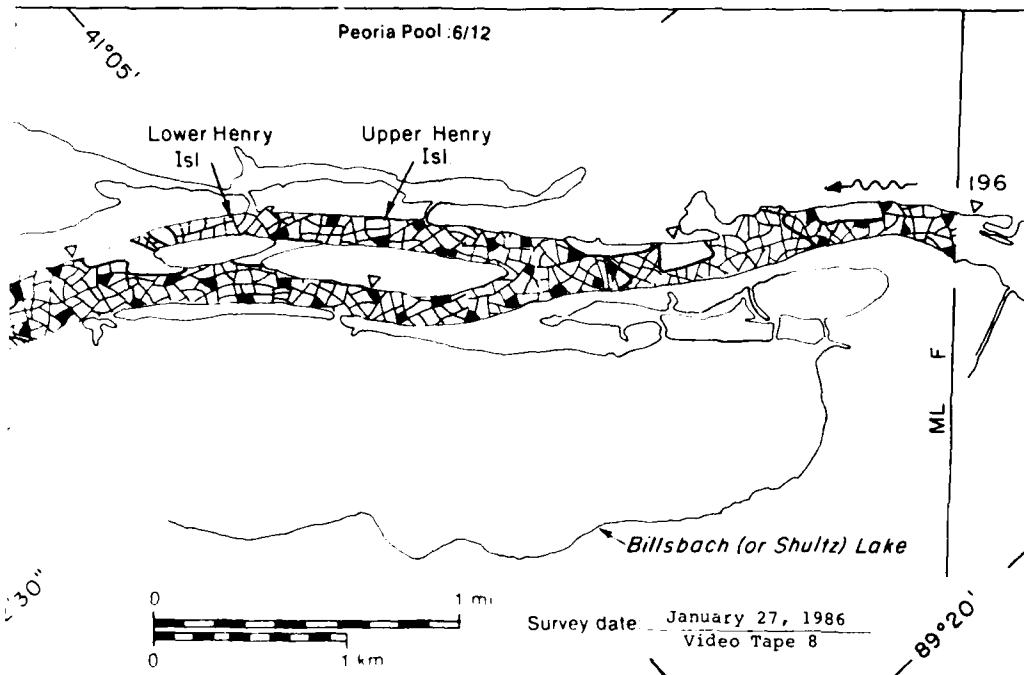 Peoria Pool :6/12
41°05'
Lower Henry
Isl
Upper Henry
Isl
196
ML F
Billsbach (or Shultz) Lake
30"
0 1 mi
0 1 km
Survey date January 27, 1986
Video Tape 8
89°20'